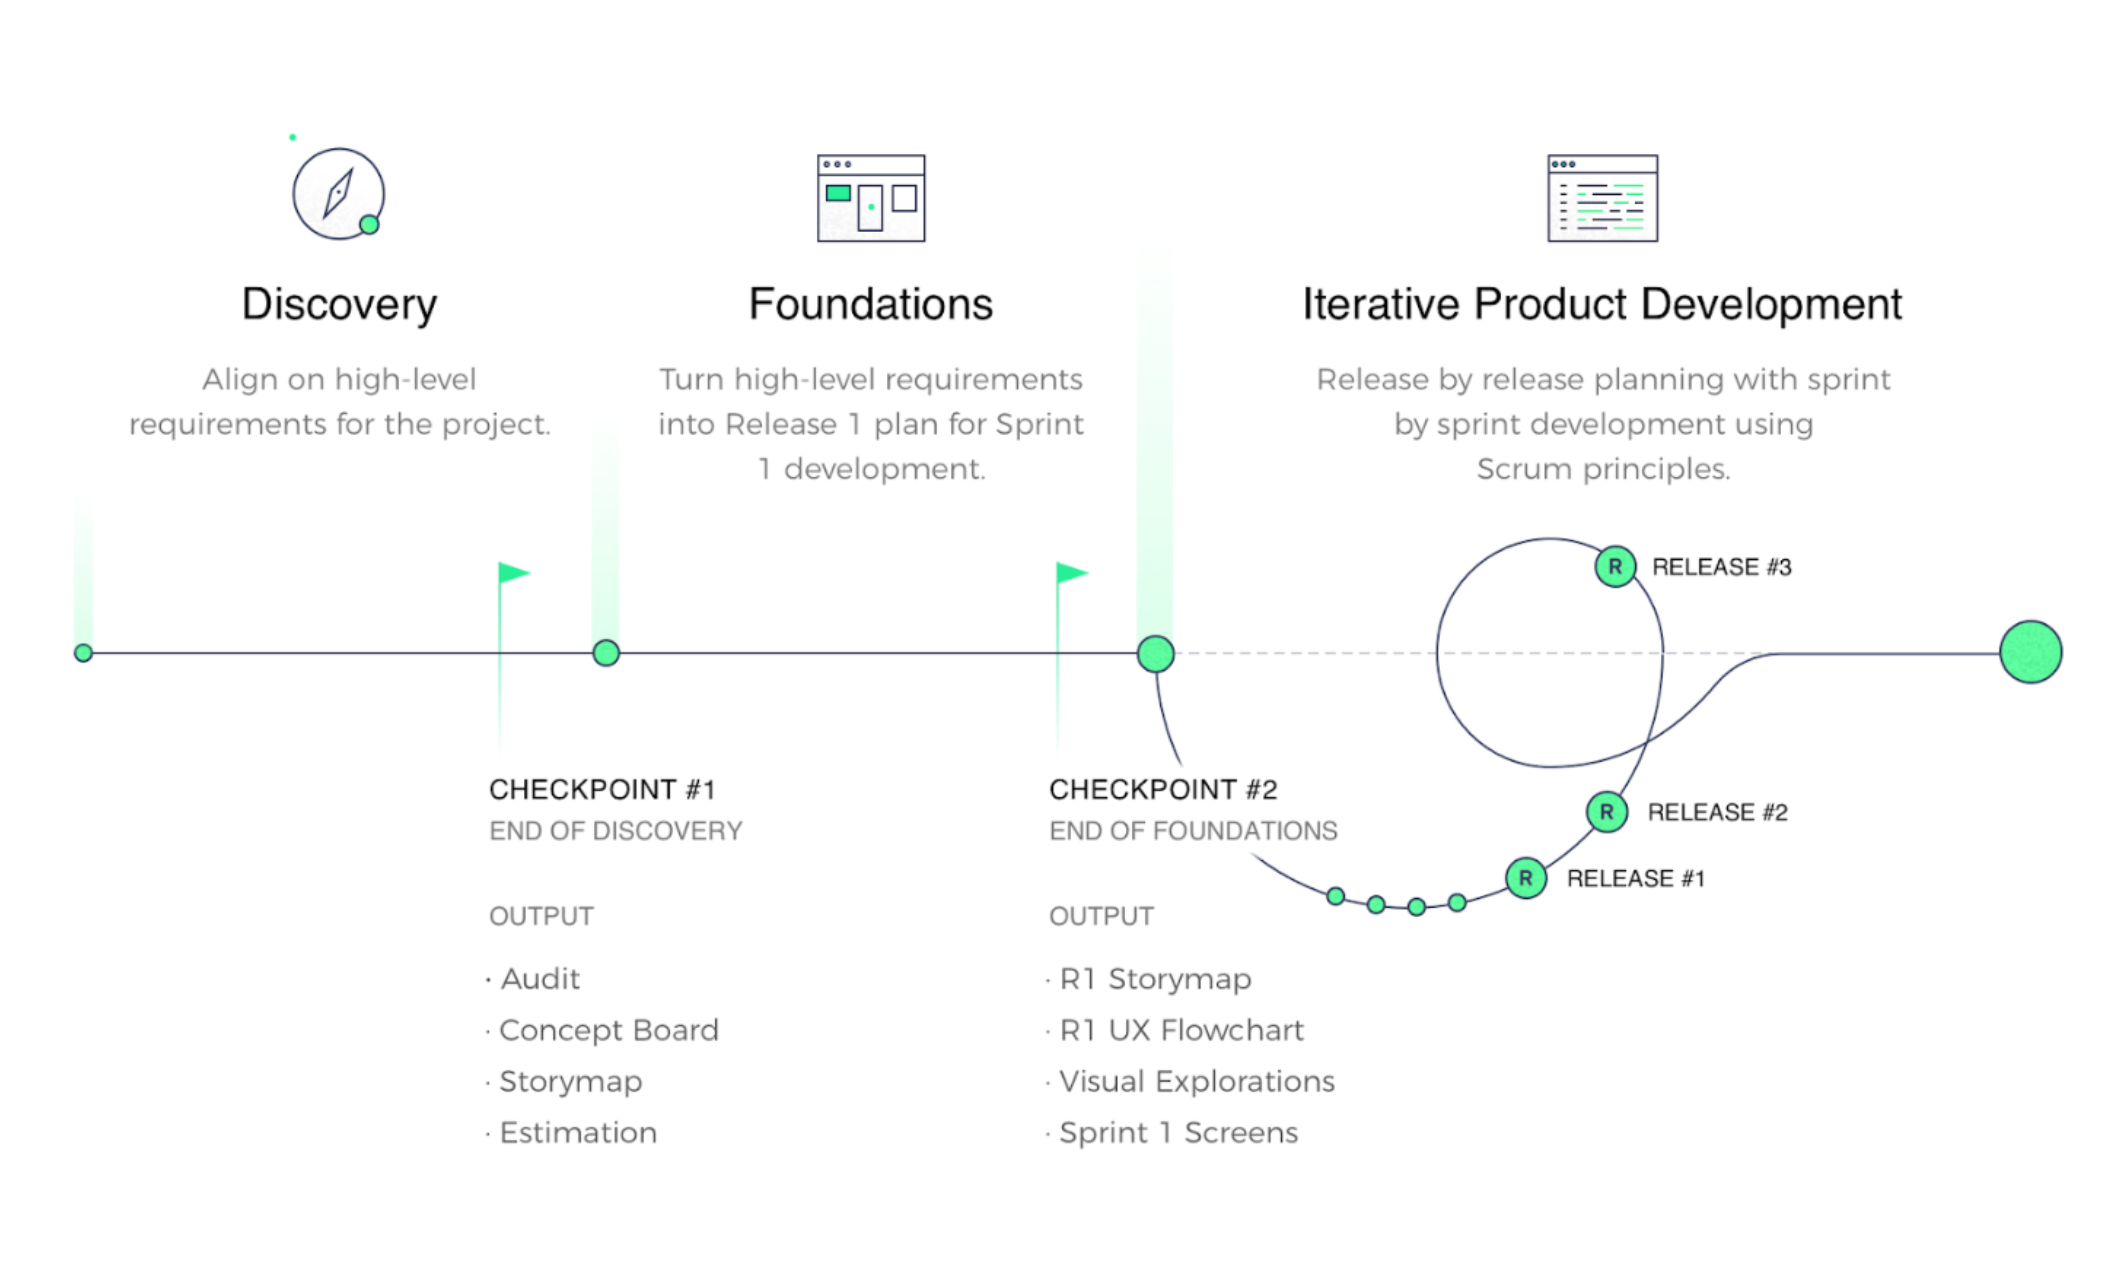 Discovery
Align on high-level
requirements for the project.
Foundations
Turn high-level requirements
into Release 1 plan for Sprint
1 development.
Iterative Product Development
Release by release planning with sprint
by sprint development using
Scrum principles.
R RELEASE #3
R RELEASE #2
R RELEASE #1
CHECKPOINT #1
END OF DISCOVERY
OUTPUT
· Audit
· Concept Board
· Storymap
· Estimation
CHECKPOINT #2
END OF FOUNDATIONS
OUTPUT
· R1 Storymap
· R1 UX Flowchart
· Visual Explorations
· Sprint 1 Screens